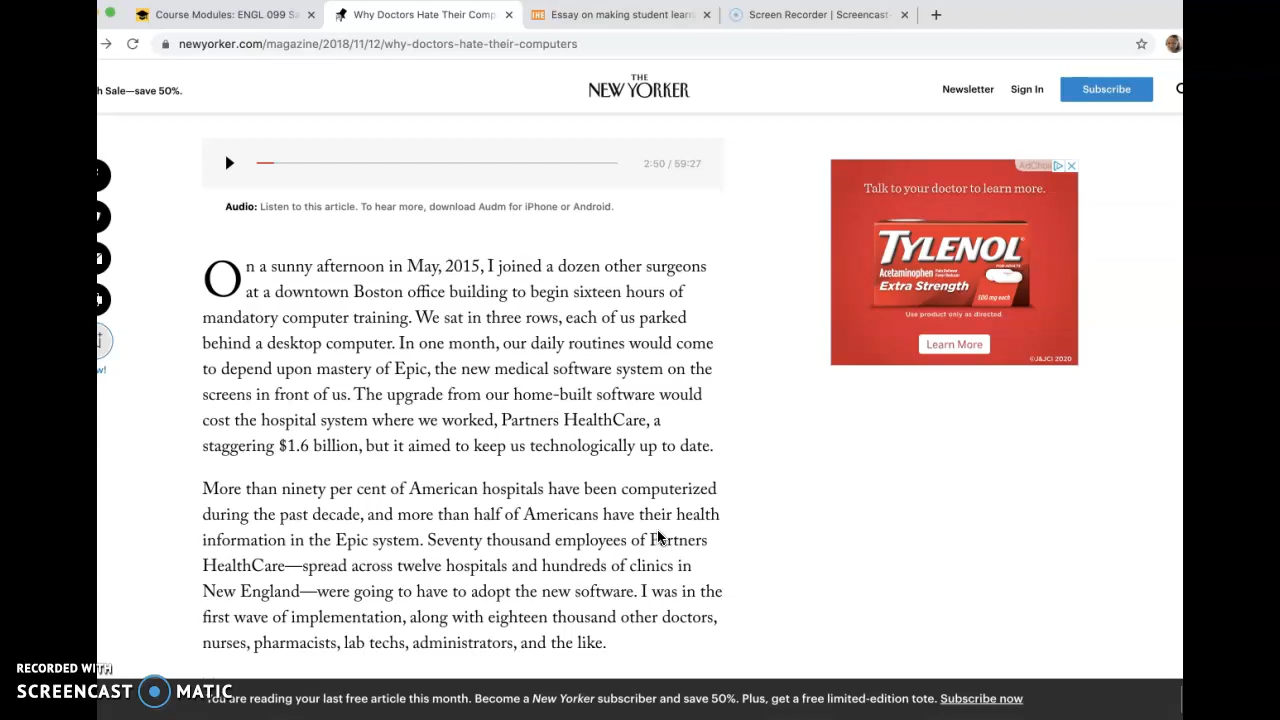 Course Modules: ENGL 099 Sa
Why Doctors Hate Their Comp
Essay on making student learn
Screen Recorder | Screencast-
newyorker.com/magazine/2018/11/12/why-doctors-hate-their-computers
h Sale—save 50%.
THE
NEW YORKER
Newsletter
Sign In
Subscribe
2:50 / 59:27
Audio: Listen to this article. To hear more, download Audm for iPhone or Android.
On a sunny afternoon in May, 2015, I joined a dozen other surgeons
at a downtown Boston office building to begin sixteen hours of
mandatory computer training. We sat in three rows, each of us parked
behind a desktop computer. In one month, our daily routines would come
to depend upon mastery of Epic, the new medical software system on the
screens in front of us. The upgrade from our home-built software would
cost the hospital system where we worked, Partners HealthCare, a
staggering $1.6 billion, but it aimed to keep us technologically up to date.
More than ninety per cent of American hospitals have been computerized
during the past decade, and more than half of Americans have their health
information in the Epic system. Seventy thousand employees of Partners
HealthCare—spread across twelve hospitals and hundreds of clinics in
New England—were going to have to adopt the new software. I was in the
first wave of implementation, along with eighteen thousand other doctors,
nurses, pharmacists, lab techs, administrators, and the like.
w!
AdChoi
Talk to your doctor to learn more.
TYLENOL
Acetaminophen
Extra Strength
500 mg each
Use product only as directed.
Learn More
©J&JCI 2020
RECORDED WITH
SCREENCAST MATIC
You are reading your last free article this month. Become a New Yorker subscriber and save 50%. Plus, get a free limited-edition tote. Subscribe now